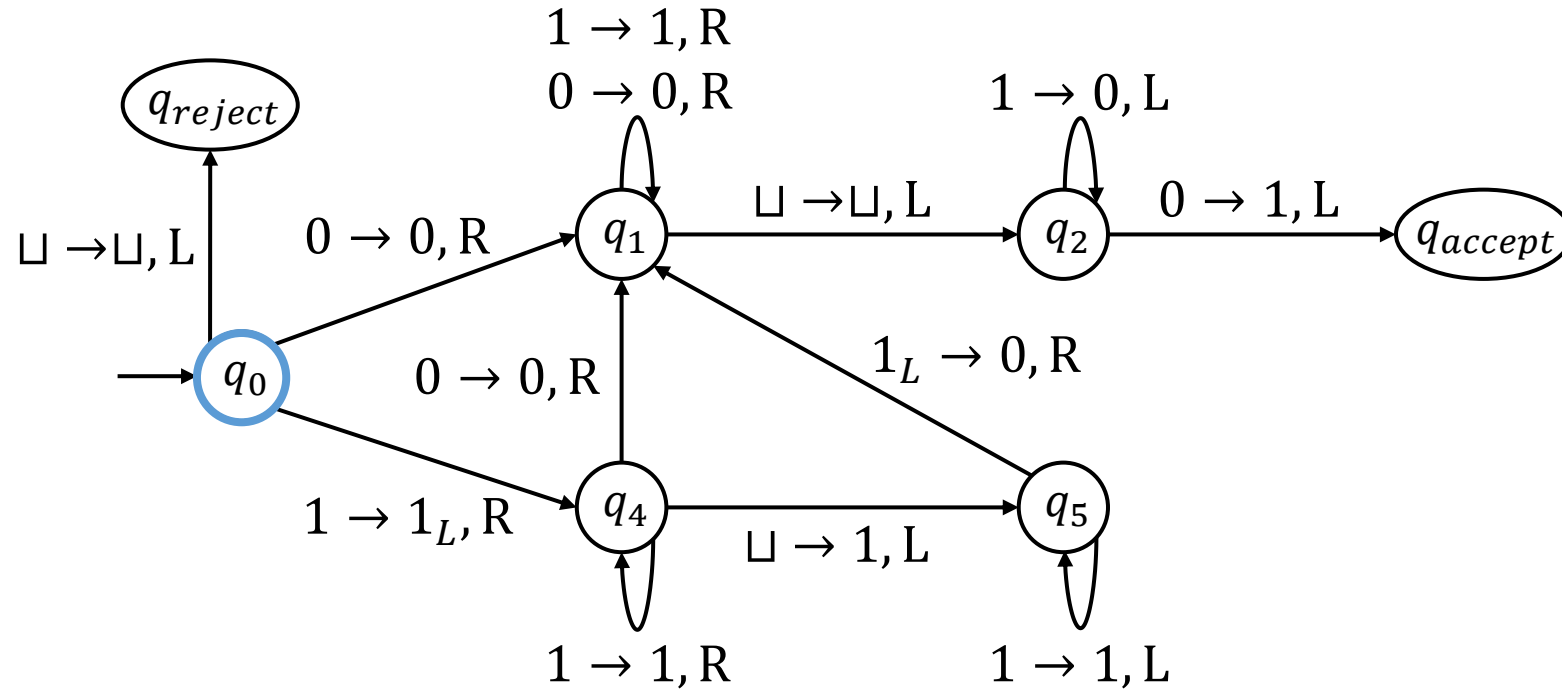 1 → 1, R
0 → 0, R
1 → 0, L
q_reject
⊔ →⊔, L
0 → 0, R
q_1
⊔ →⊔, L
q_2
0 → 1, L
q_accept
q_0
0 → 0, R
1_L → 0, R
1 → 1_L, R
q_4
⊔ → 1, L
q_5
1 → 1, R
1 → 1, L